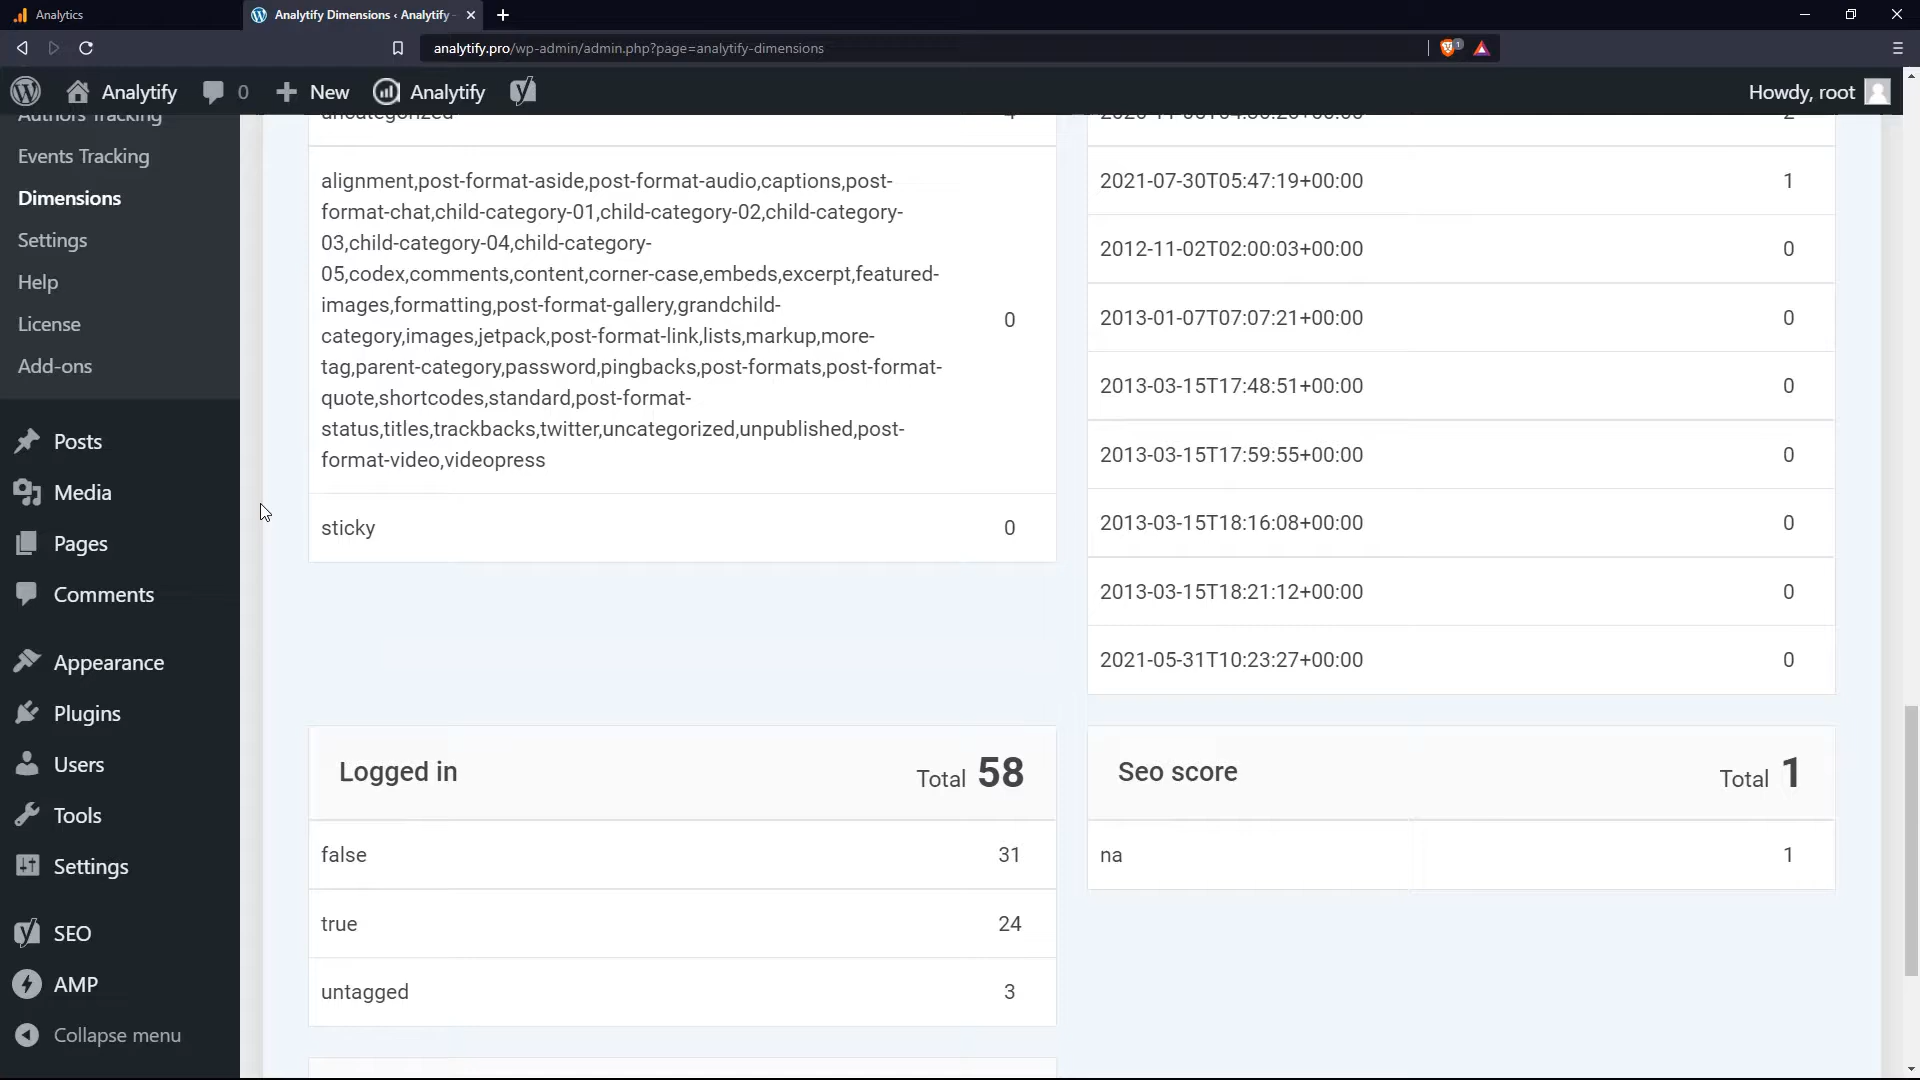 Analytics
Analytify Dimensions ‹ Analytify
analytify.pro/wp-admin/admin.php?page=analytify-dimensions
1
Analytify
0
New
Analytify
Howdy, root
Authors Tracking
Events Tracking
Dimensions
Settings
Help
License
Add-ons
Posts
Media
Pages
Comments
Appearance
Plugins
Users
Tools
Settings
SEO
AMP
Collapse menu
uncategorized 4
alignment,post-format-aside,post-format-audio,captions,post-
format-chat,child-category-01,child-category-02,child-category-
03,child-category-04,child-category-
05,codex,comments,content,corner-case,embeds,excerpt,featured-
images,formatting,post-format-gallery,grandchild-
category,images,jetpack,post-format-link,lists,markup,more-
tag,parent-category,password,pingbacks,post-formats,post-format-
quote,shortcodes,standard,post-format-
status,titles,trackbacks,twitter,uncategorized,unpublished,post-
format-video,videopress
0
sticky 0
2021-07-30T05:47:19+00:00 1
2012-11-02T02:00:03+00:00 0
2013-01-07T07:07:21+00:00 0
2013-03-15T17:48:51+00:00 0
2013-03-15T17:59:55+00:00 0
2013-03-15T18:16:08+00:00 0
2013-03-15T18:21:12+00:00 0
2021-05-31T10:23:27+00:00 0
Logged in Total 58
false 31
true 24
untagged 3
Seo score Total 1
na 1